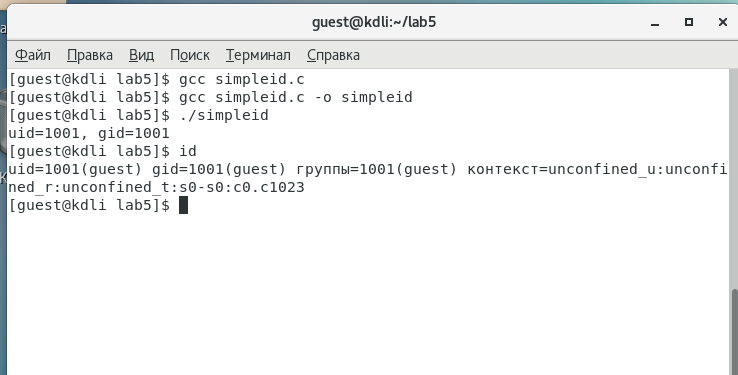 guest@kdli:~/lab5
Файл Правка Вид Поиск Терминал Справка
[guest@kdli lab5]$ gcc simpleid.c
[guest@kdli lab5]$ gcc simpleid.c -o simpleid
[guest@kdli lab5]$ ./simpleid
uid=1001, gid=1001
[guest@kdli lab5]$ id
uid=1001(guest) gid=1001(guest) группы=1001(guest) контекст=unconfined_u:unconfi
ned_r:unconfined_t:s0-s0:c0.c1023
[guest@kdli lab5]$